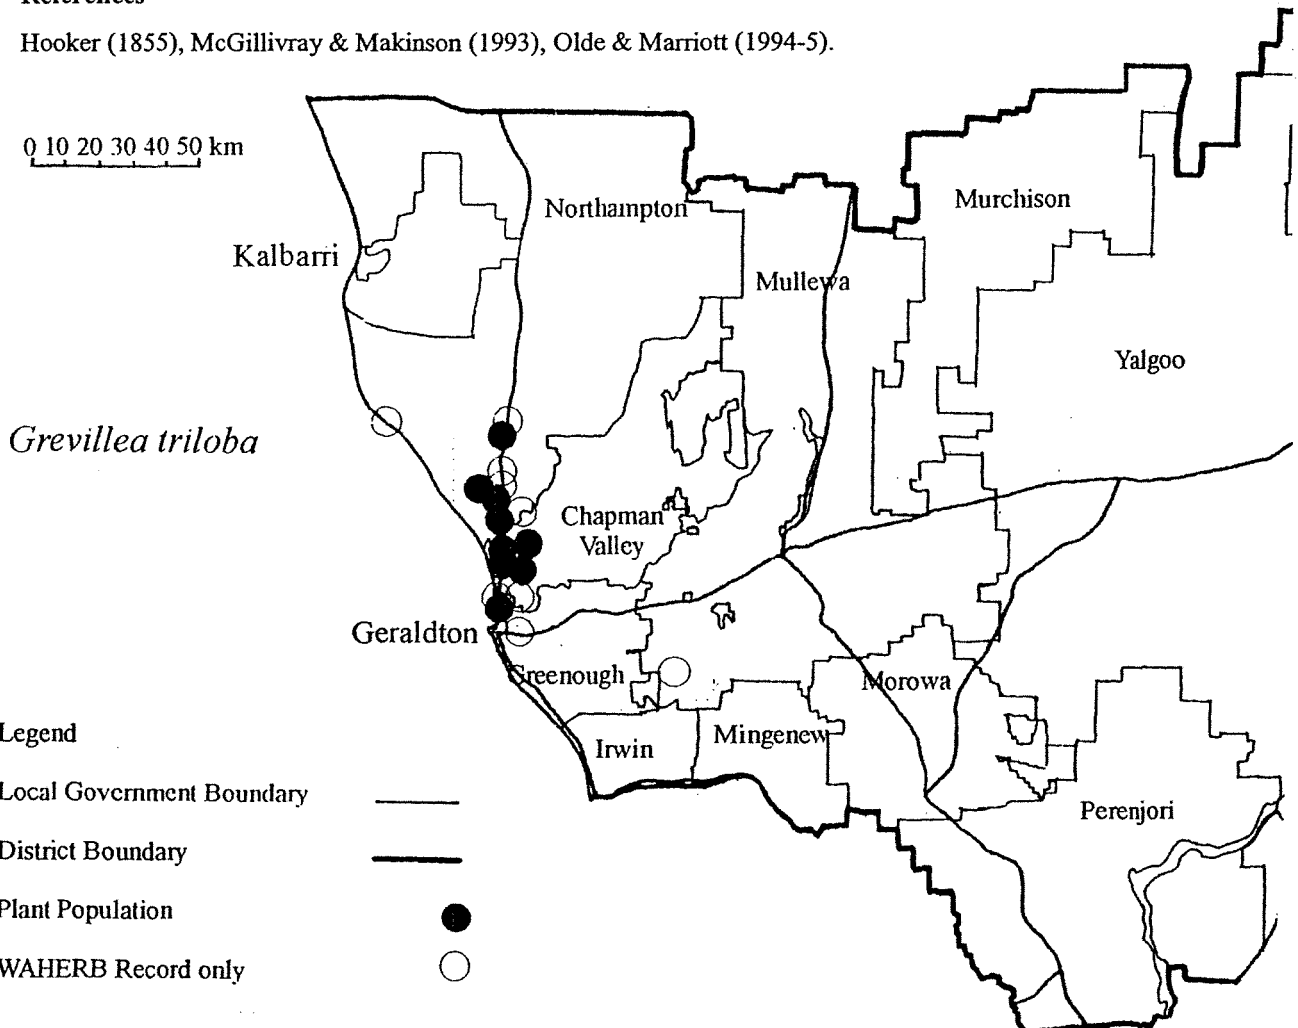 References
Hooker (1855), McGillivray & Makinson (1993), Olde & Marriott (1994-5).
0 10 20 30 40 50 km
Northampton
Murchison
Kalbarri
Mullewa
Yalgoo
Grevillea triloba
Chapman
Valley
Geraldton
Greenough
Morowa
Irwin
Mingenew
Perenjori
Legend
Local Government Boundary
District Boundary
Plant Population
WAHERB Record only